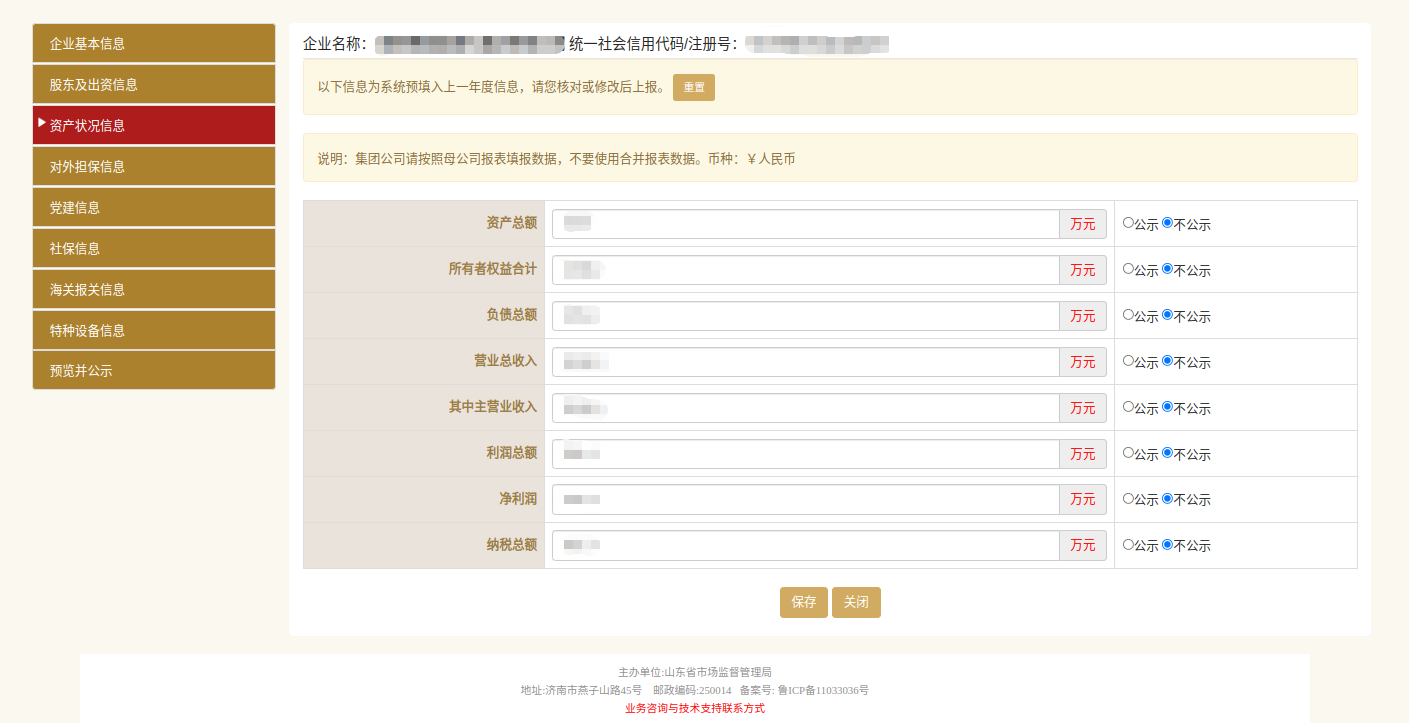 企业基本信息
股东及出资信息
资产状况信息
对外担保信息
党建信息
社保信息
海关报关信息
特种设备信息
预览并公示
企业名称： 统一社会信用代码/注册号：
以下信息为系统预填入上一年度信息，请您核对或修改后上报。 重置
说明：集团公司请按照母公司报表填报数据，不要使用合并报表数据。币种：￥人民币
资产总额 万元 公示 不公示
所有者权益合计 万元 公示 不公示
负债总额 万元 公示 不公示
营业总收入 万元 公示 不公示
其中主营业收入 万元 公示 不公示
利润总额 万元 公示 不公示
净利润 万元 公示 不公示
纳税总额 万元 公示 不公示
保存 关闭
主办单位:山东省市场监督管理局
地址:济南市燕子山路45号 邮政编码:250014 备案号: 鲁ICP备11033036号
业务咨询与技术支持联系方式